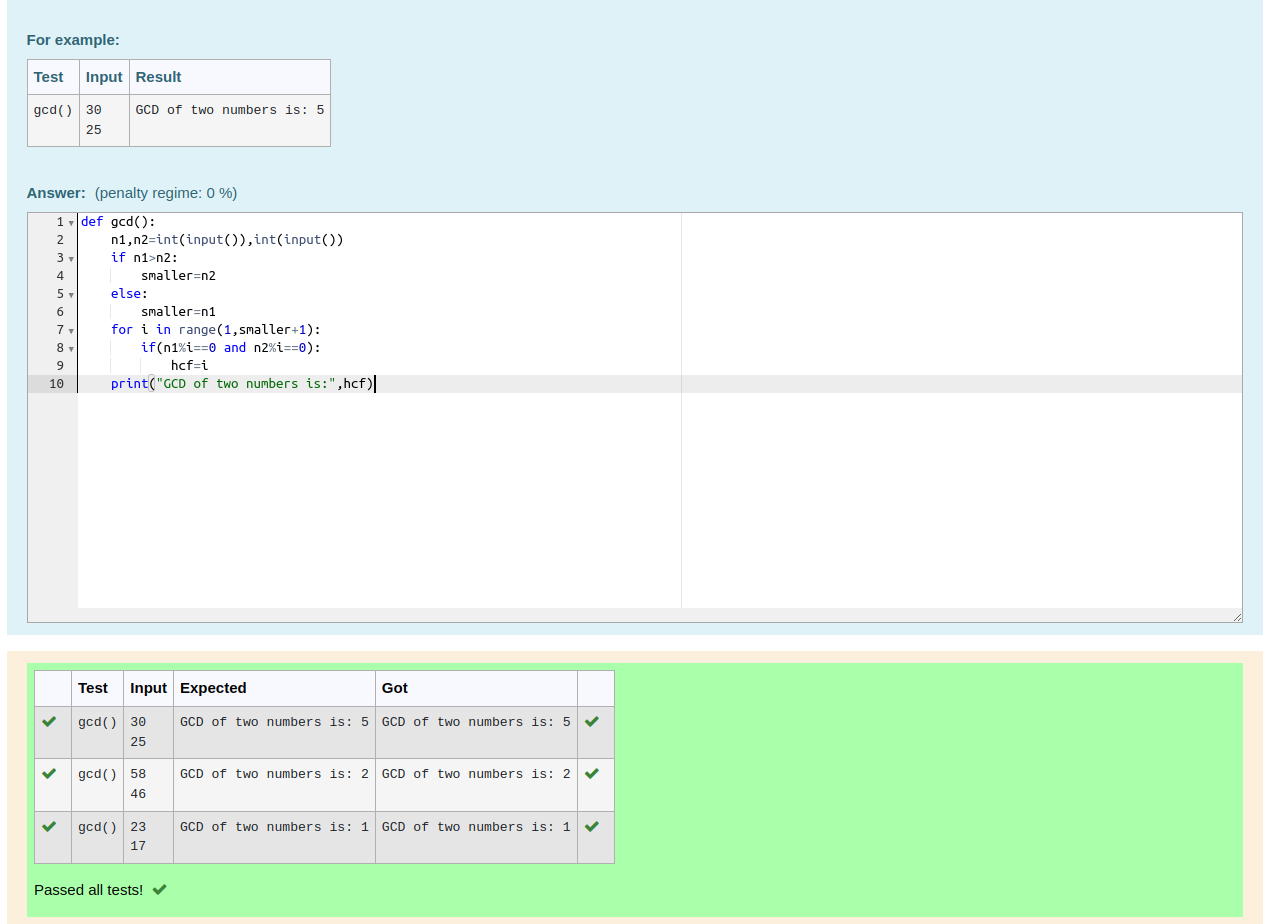 For example:
Test Input Result
gcd() 30 GCD of two numbers is: 5
25
Answer: (penalty regime: 0 %)
1 def gcd():
2     n1,n2=int(input()),int(input())
3     if n1>n2:
4         smaller=n2
5     else:
6         smaller=n1
7     for i in range(1,smaller+1):
8         if(n1%i==0 and n2%i==0):
9             hcf=i
10     print("GCD of two numbers is:",hcf)
Test Input Expected Got
gcd() 30 GCD of two numbers is: 5 GCD of two numbers is: 5
25
gcd() 58 GCD of two numbers is: 2 GCD of two numbers is: 2
46
gcd() 23 GCD of two numbers is: 1 GCD of two numbers is: 1
17
Passed all tests!